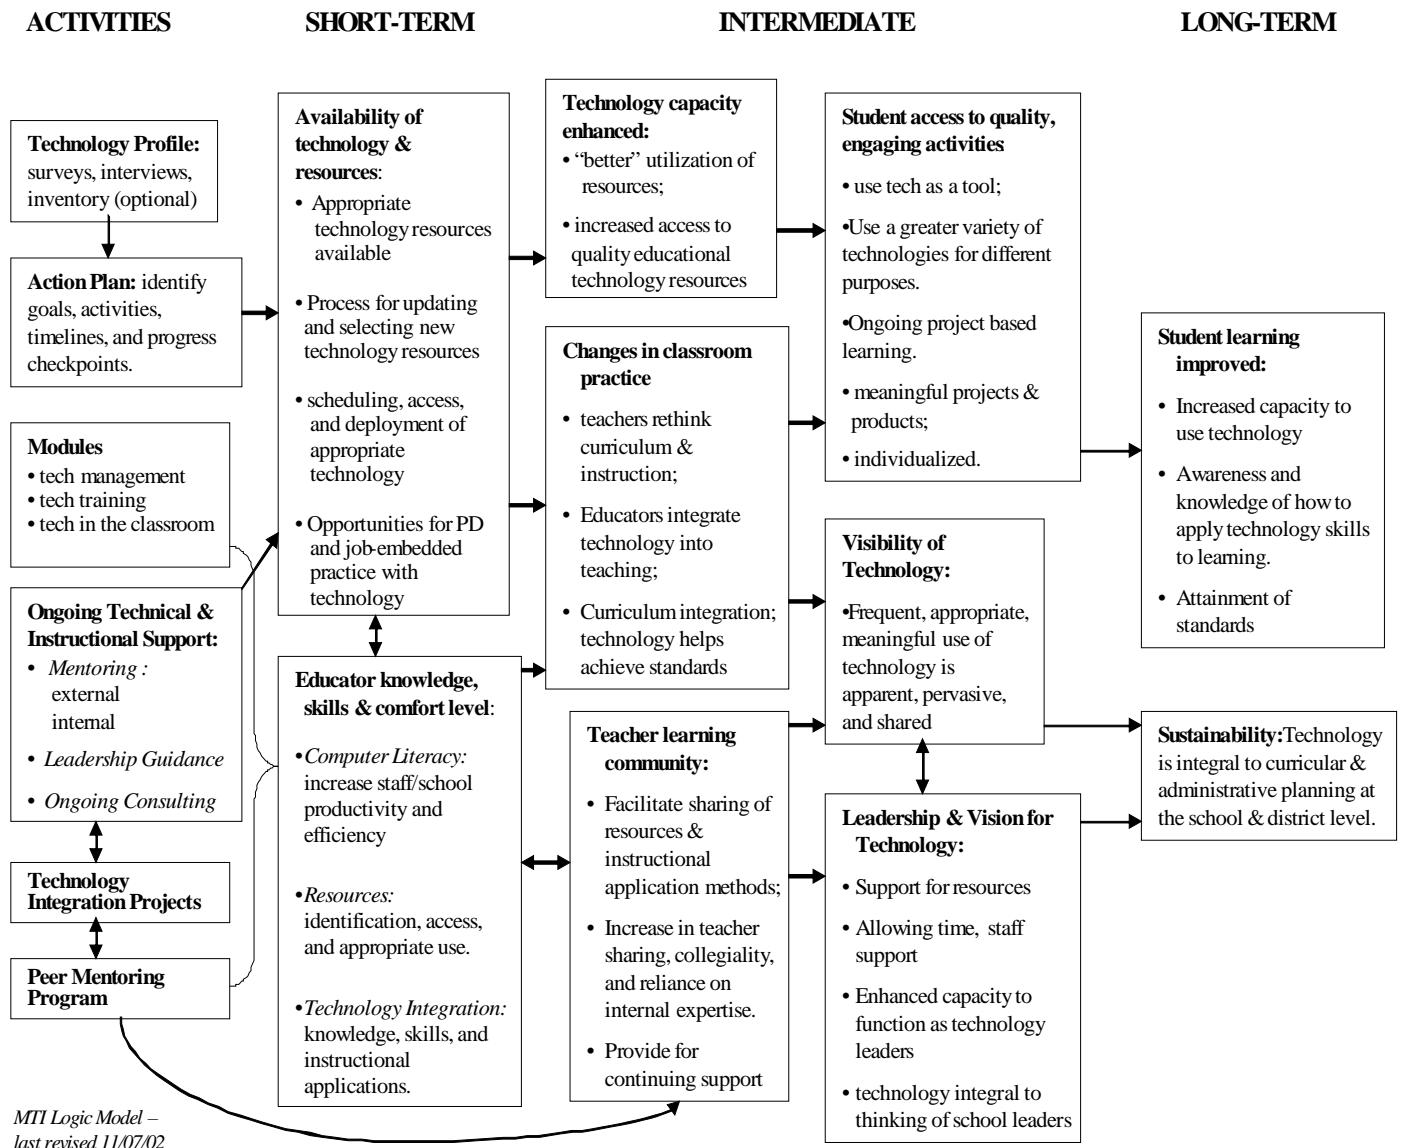 ACTIVITIES
SHORT-TERM
INTERMEDIATE
LONG-TERM
Technology Profile:
surveys, interviews,
inventory (optional)
Action Plan: identify
goals, activities,
timelines, and progress
checkpoints.
Modules
• tech management
• tech training
• tech in the classroom
Ongoing Technical &
Instructional Support:
• Mentoring :
external
internal
• Leadership Guidance
• Ongoing Consulting
Technology
Integration Projects
Peer Mentoring
Program
MTI Logic Model –
last revised 11/07/02
Availability of
technology &
resources:
• Appropriate
technology resources
available
• Process for updating
and selecting new
technology resources
• scheduling, access,
and deployment of
appropriate
technology
• Opportunities for PD
and job-embedded
practice with
technology
Educator knowledge,
skills & comfort level:
•Computer Literacy:
increase staff/school
productivity and
efficiency
•Resources:
identification, access,
and appropriate use.
•Technology Integration:
knowledge, skills, and
instructional
applications.
Technology capacity
enhanced:
• “better” utilization of
resources;
• increased access to
quality educational
technology resources
Changes in classroom
practice
• teachers rethink
curriculum &
instruction;
• Educators integrate
technology into
teaching;
• Curriculum integration;
technology helps
achieve standards
Teacher learning
community:
• Facilitate sharing of
resources &
instructional
application methods;
• Increase in teacher
sharing, collegiality,
and reliance on
internal expertise.
• Provide for
continuing support
Student access to quality,
engaging activities
• use tech as a tool;
•Use a greater variety of
technologies for different
purposes.
•Ongoing project based
learning.
• meaningful projects &
products;
• individualized.
Visibility of
Technology:
•Frequent, appropriate,
meaningful use of
technology is
apparent, pervasive,
and shared
Leadership & Vision for
Technology:
• Support for resources
• Allowing time, staff
support
• Enhanced capacity to
function as technology
leaders
• technology integral to
thinking of school leaders
Student learning
improved:
• Increased capacity to
use technology
• Awareness and
knowledge of how to
apply technology skills
to learning.
• Attainment of
standards
Sustainability:Technology
is integral to curricular &
administrative planning at
the school & district level.